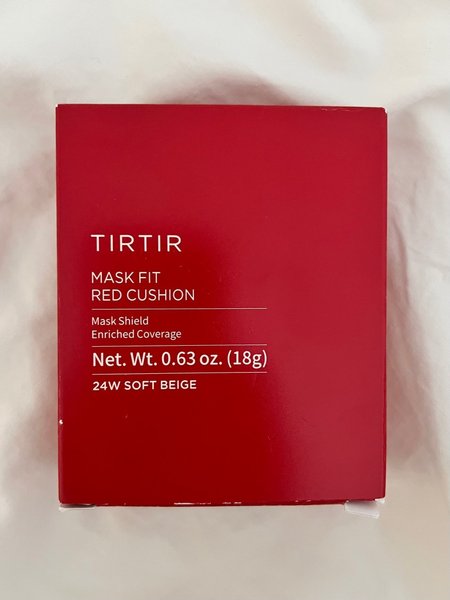 TIRTIR
MASK FIT
RED CUSHION
Mask Shield
Enriched Coverage
Net. Wt. 0.63 oz. (18g)
24W SOFT BEIGE